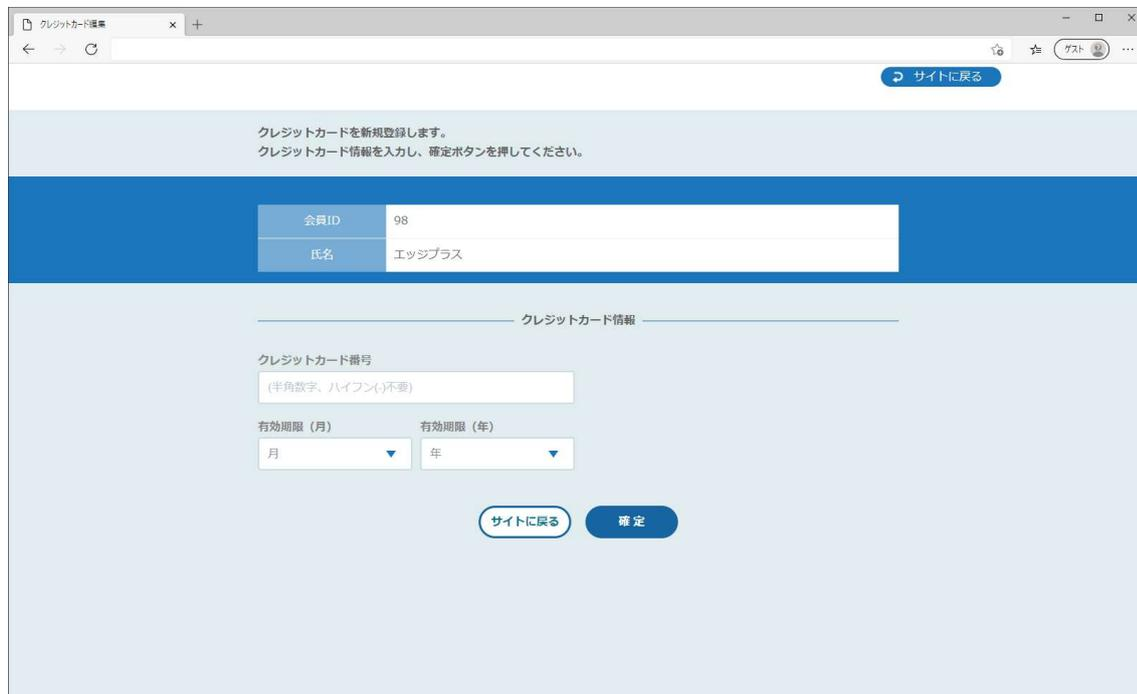 クレジットカード編集
ゲスト
サイトに戻る
クレジットカードを新規登録します。
クレジットカード情報を入力し、確定ボタンを押してください。
会員ID 98
氏名 エッジプラス
クレジットカード情報
クレジットカード番号
(半角数字、ハイフン(-)不要)
有効期限（月） 有効期限（年）
月 年
サイトに戻る 確定